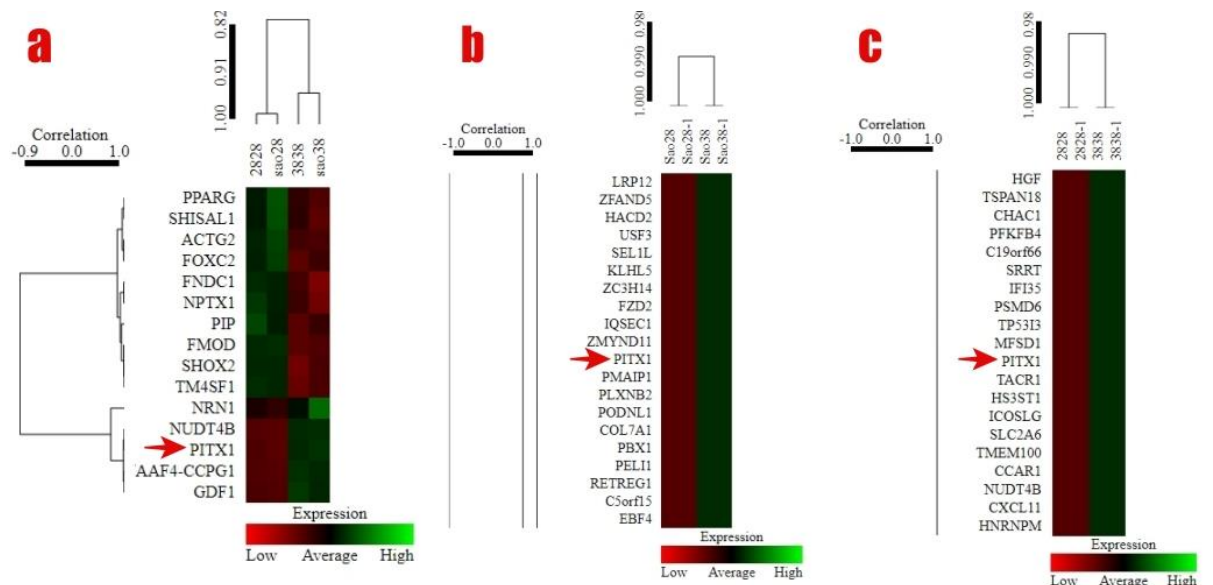 a
0.82
0.91
1.00
Correlation
-0.9 0.0 1.0
2828
sao28
3838
sao38
PPARG
SHISAL1
ACTG2
FOXC2
FNDC1
NPTX1
PIP
FMOD
SHOX2
TM4SF1
NRN1
NUDT4B
PITX1
AAF4-CCPG1
GDF1
Expression
Low Average High
b
0.980
0.990
1.000
Correlation
-1.0 0.0 1.0
Sao28
Sao28-1
Sao38
Sao38-1
LRP12
ZFAND5
HACD2
USF3
SEL1L
KLHL5
ZC3H14
FZD2
IQSEC1
ZMYND11
PITX1
PMAIP1
PLXNB2
PODNL1
COL7A1
PBX1
PELI1
RETREG1
C5orf15
EBF4
Expression
Low Average High
c
0.98
0.990
1.000
Correlation
-1.0 0.0 1.0
2828
2828-1
3838
3838-1
HGF
TSPAN18
CHAC1
PFKFB4
C19orf66
SRRT
IFI35
PSMD6
TP53I3
MFSD1
PITX1
TACR1
HS3ST1
ICOSLG
SLC2A6
TMEM100
CCAR1
NUDT4B
CXCL11
HNRNPM
Expression
Low Average High